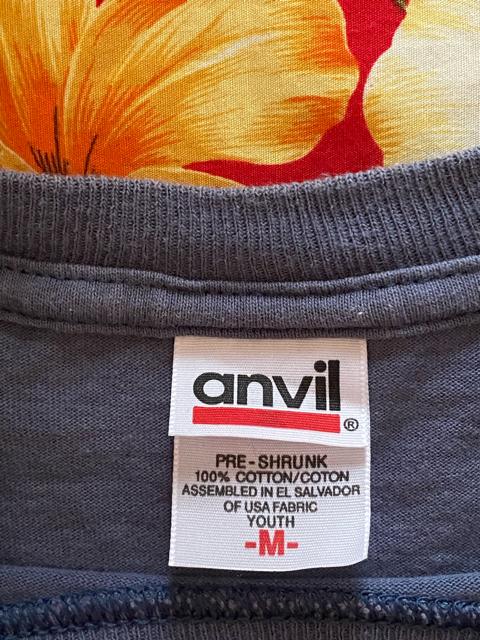 anvil®
PRE-SHRUNK
100% COTTON/COTON
ASSEMBLED IN EL SALVADOR
OF USA FABRIC
YOUTH
-M-